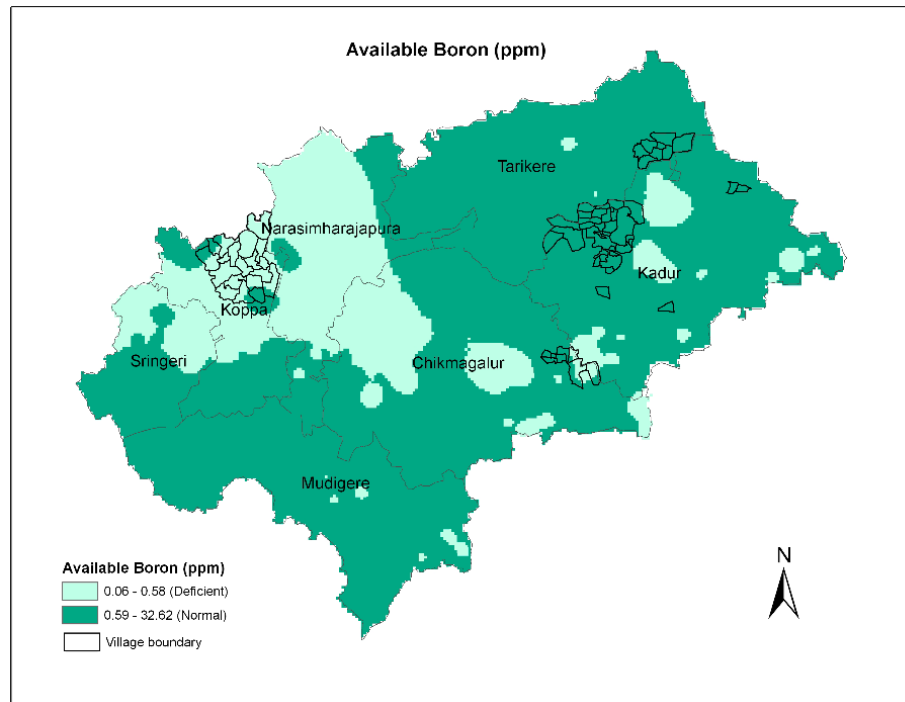 Available Boron (ppm)
Tarikere
Narasimharajapura
Kadur
Koppa
Sringeri
Chikmagalur
Mudigere
Available Boron (ppm)
0.06 - 0.58 (Deficient)
0.59 - 32.62 (Normal)
Village boundary
N